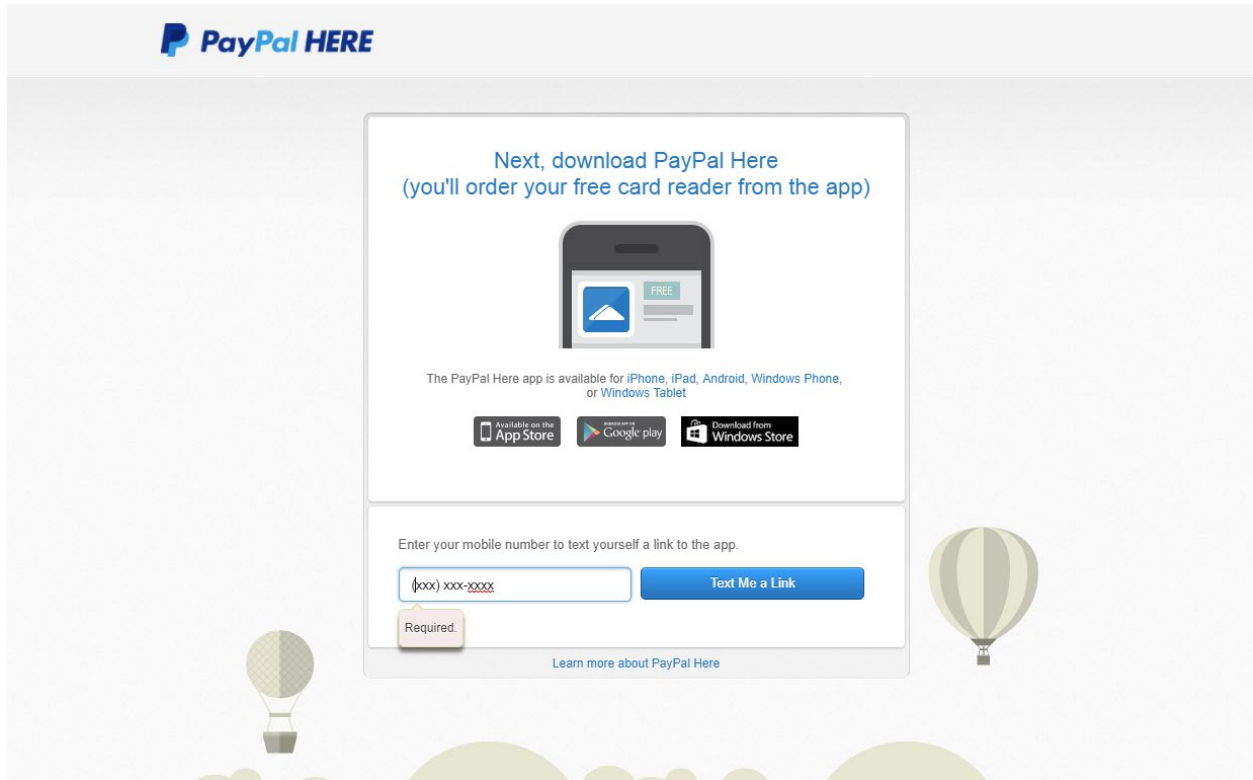 PayPal HERE
Next, download PayPal Here
(you'll order your free card reader from the app)
FREE
The PayPal Here app is available for iPhone, iPad, Android, Windows Phone,
or Windows Tablet
Available on the
App Store
ANDROID APP ON
Google play
Download from
Windows Store
Enter your mobile number to text yourself a link to the app.
(xxx) xxx-xxxx
Text Me a Link
Required.
Learn more about PayPal Here